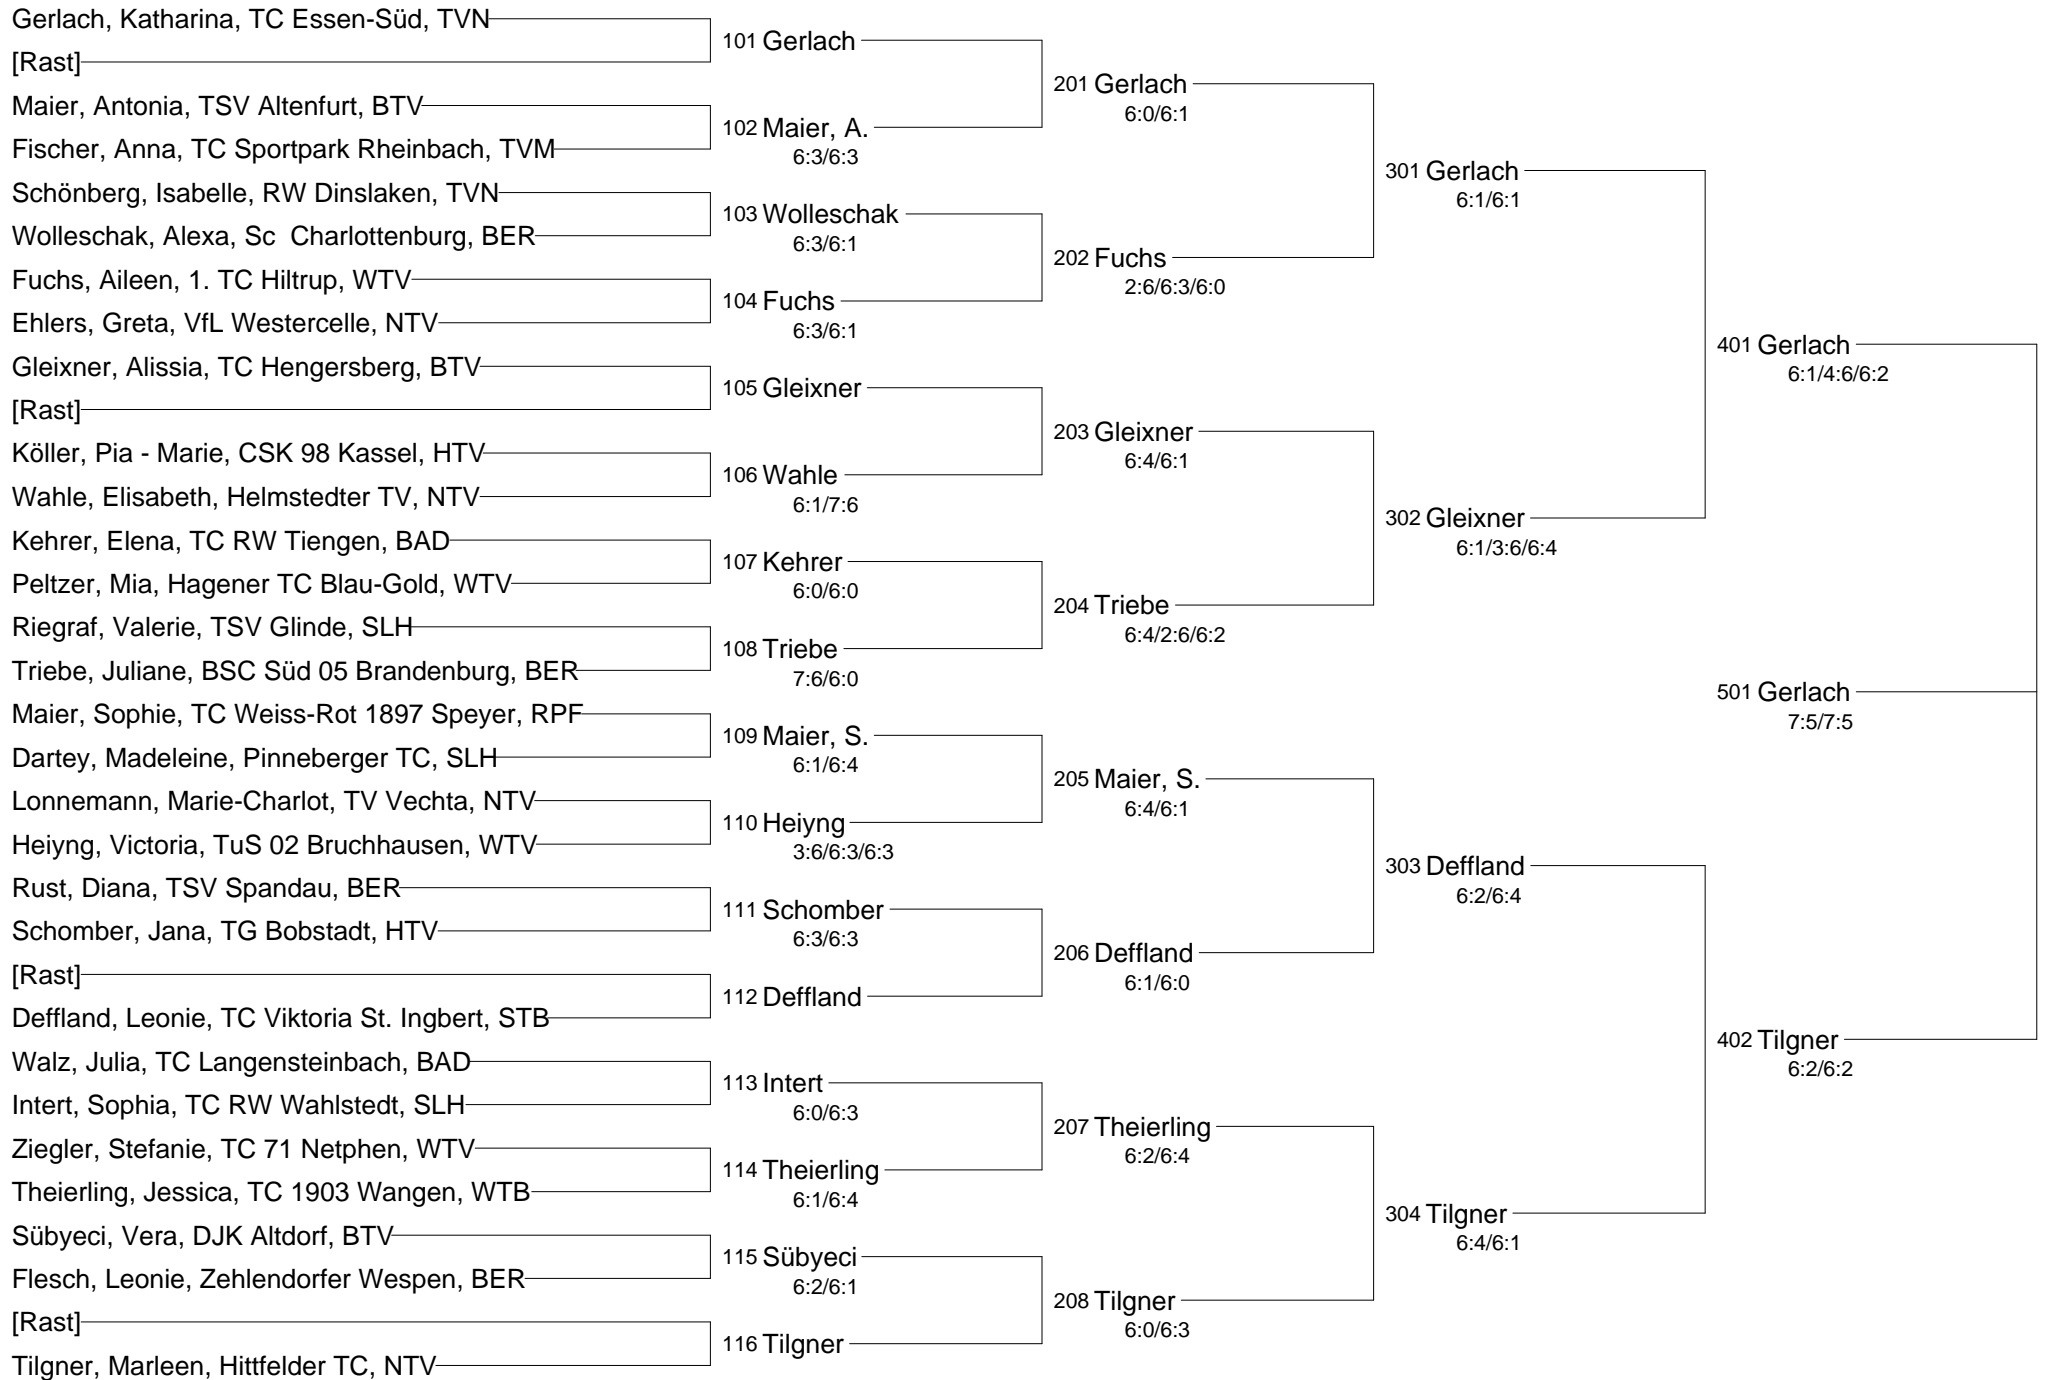 Gerlach, Katharina, TC Essen-Süd, TVN
[Rast]
Maier, Antonia, TSV Altenfurt, BTV
Fischer, Anna, TC Sportpark Rheinbach, TVM
Schönberg, Isabelle, RW Dinslaken, TVN
Wolleschak, Alexa, Sc  Charlottenburg, BER
Fuchs, Aileen, 1. TC Hiltrup, WTV
Ehlers, Greta, VfL Westercelle, NTV
Gleixner, Alissia, TC Hengersberg, BTV
[Rast]
Köller, Pia - Marie, CSK 98 Kassel, HTV
Wahle, Elisabeth, Helmstedter TV, NTV
Kehrer, Elena, TC RW Tiengen, BAD
Peltzer, Mia, Hagener TC Blau-Gold, WTV
Riegraf, Valerie, TSV Glinde, SLH
Triebe, Juliane, BSC Süd 05 Brandenburg, BER
Maier, Sophie, TC Weiss-Rot 1897 Speyer, RPF
Dartey, Madeleine, Pinneberger TC, SLH
Lonnemann, Marie-Charlot, TV Vechta, NTV
Heiyng, Victoria, TuS 02 Bruchhausen, WTV
Rust, Diana, TSV Spandau, BER
Schomber, Jana, TG Bobstadt, HTV
[Rast]
Deffland, Leonie, TC Viktoria St. Ingbert, STB
Walz, Julia, TC Langensteinbach, BAD
Intert, Sophia, TC RW Wahlstedt, SLH
Ziegler, Stefanie, TC 71 Netphen, WTV
Theierling, Jessica, TC 1903 Wangen, WTB
Sübyeci, Vera, DJK Altdorf, BTV
Flesch, Leonie, Zehlendorfer Wespen, BER
[Rast]
Tilgner, Marleen, Hittfelder TC, NTV
101 Gerlach
102 Maier, A.
6:3/6:3
103 Wolleschak
6:3/6:1
104 Fuchs
6:3/6:1
105 Gleixner
106 Wahle
6:1/7:6
107 Kehrer
6:0/6:0
108 Triebe
7:6/6:0
109 Maier, S.
6:1/6:4
110 Heiyng
3:6/6:3/6:3
111 Schomber
6:3/6:3
112 Deffland
113 Intert
6:0/6:3
114 Theierling
6:1/6:4
115 Sübyeci
6:2/6:1
116 Tilgner
201 Gerlach
6:0/6:1
202 Fuchs
2:6/6:3/6:0
203 Gleixner
6:4/6:1
204 Triebe
6:4/2:6/6:2
205 Maier, S.
6:4/6:1
206 Deffland
6:1/6:0
207 Theierling
6:2/6:4
208 Tilgner
6:0/6:3
301 Gerlach
6:1/6:1
302 Gleixner
6:1/3:6/6:4
303 Deffland
6:2/6:4
304 Tilgner
6:4/6:1
401 Gerlach
6:1/4:6/6:2
501 Gerlach
7:5/7:5
402 Tilgner
6:2/6:2